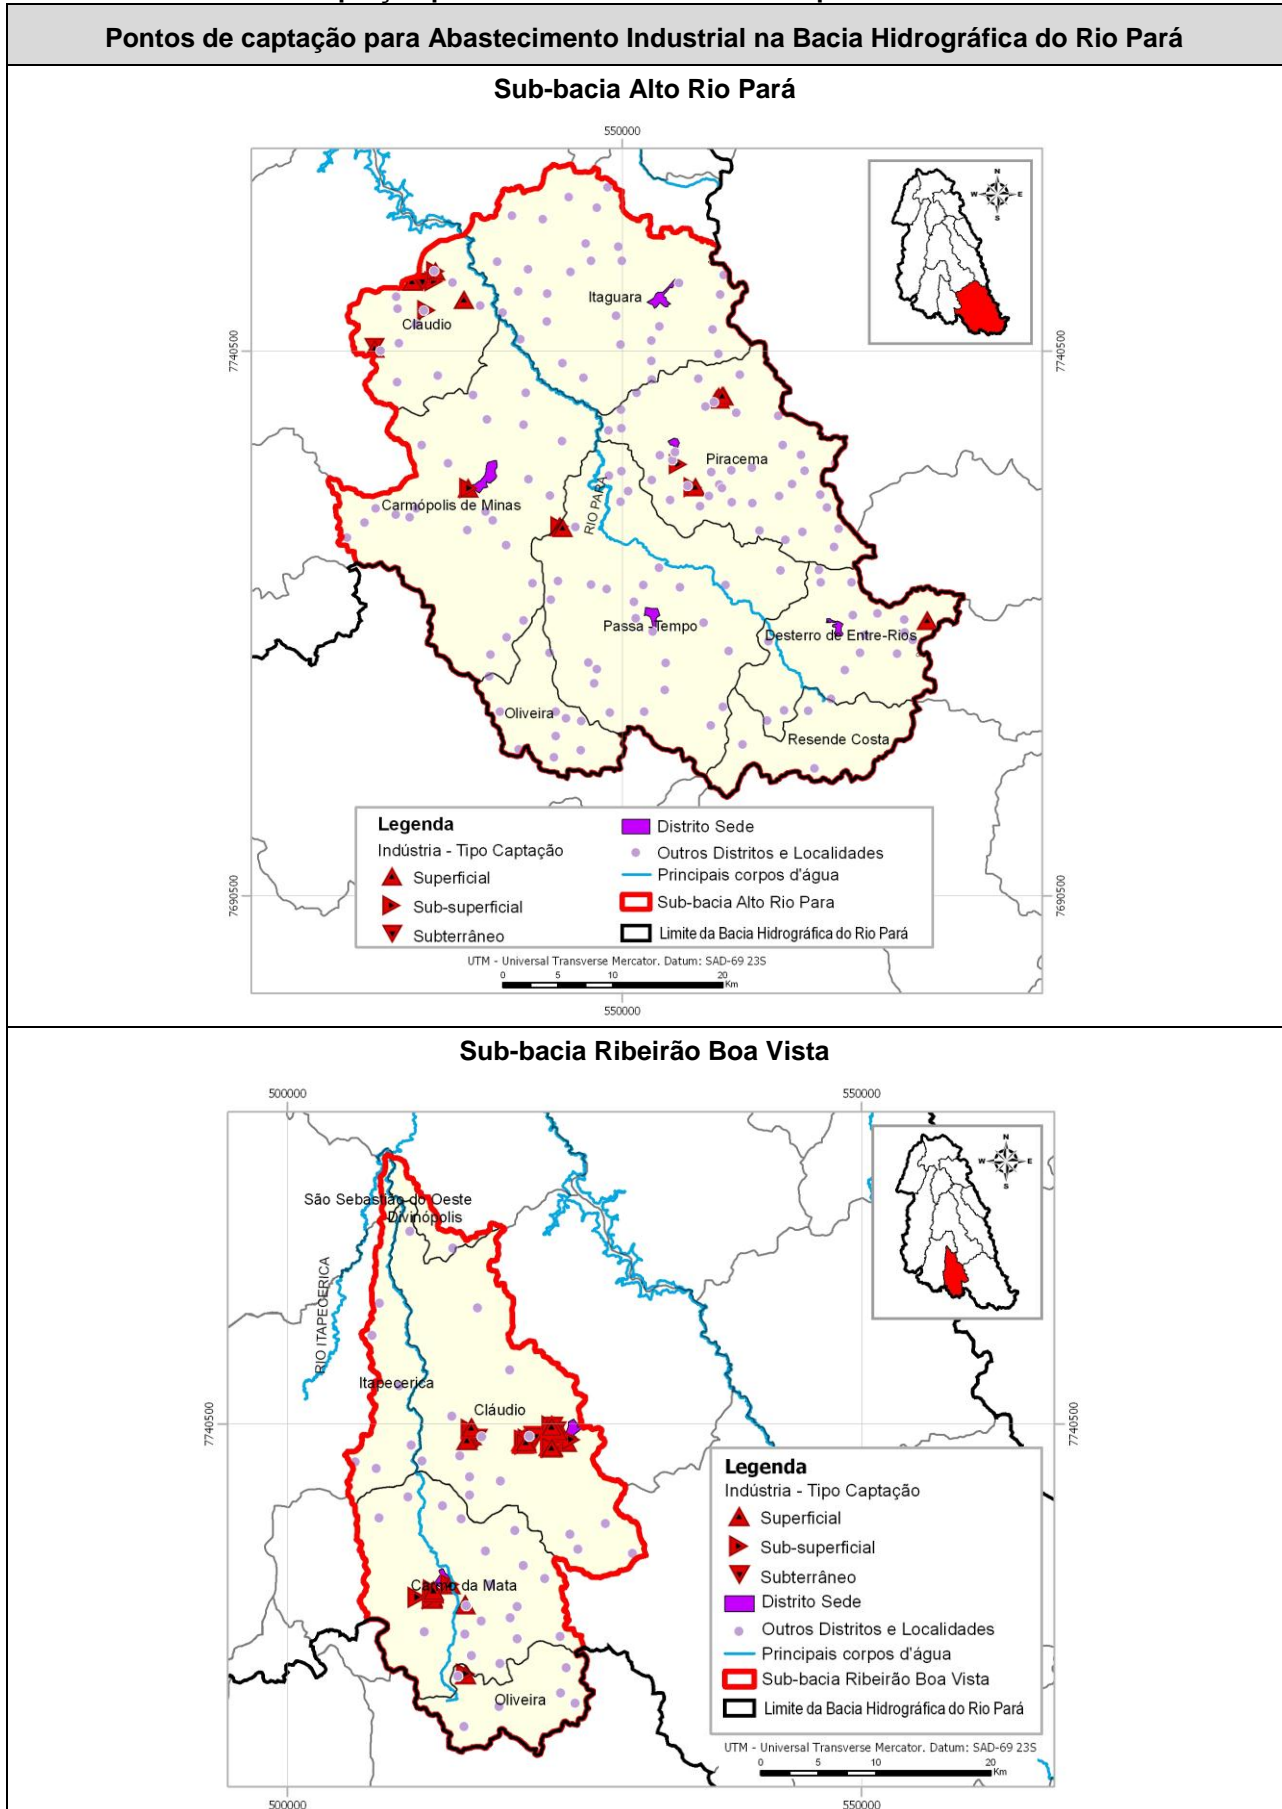 Pontos de captação para Abastecimento Industrial na Bacia Hidrográfica do Rio Pará
Sub-bacia Alto Rio Pará
550000
N
W
E
S
Itaguara
Cláudio
7740500
7740500
Piracema
Carmópolis de Minas
RIO PARÁ
Passa -Tempo
Desterro de Entre-Rios
Oliveira
Resende Costa
Legenda
Indústria - Tipo Captação
Superficial
Sub-superficial
Subterrâneo
Distrito Sede
Outros Distritos e Localidades
Principais corpos d'água
Sub-bacia Alto Rio Para
Limite da Bacia Hidrográfica do Rio Pará
7690500
7690500
UTM - Universal Transverse Mercator. Datum: SAD-69 23S
0 5 10 20
Km
550000
Sub-bacia Ribeirão Boa Vista
500000 550000
N
W
E
S
São Sebastião do Oeste
Divinópolis
RIO ITAPECERICA
Itapecerica
Cláudio
7740500
7740500
Carmo da Mata
Oliveira
Legenda
Indústria - Tipo Captação
Superficial
Sub-superficial
Subterrâneo
Distrito Sede
Outros Distritos e Localidades
Principais corpos d'água
Sub-bacia Ribeirão Boa Vista
Limite da Bacia Hidrográfica do Rio Pará
UTM - Universal Transverse Mercator. Datum: SAD-69 23S
0 5 10 20
Km
500000 550000